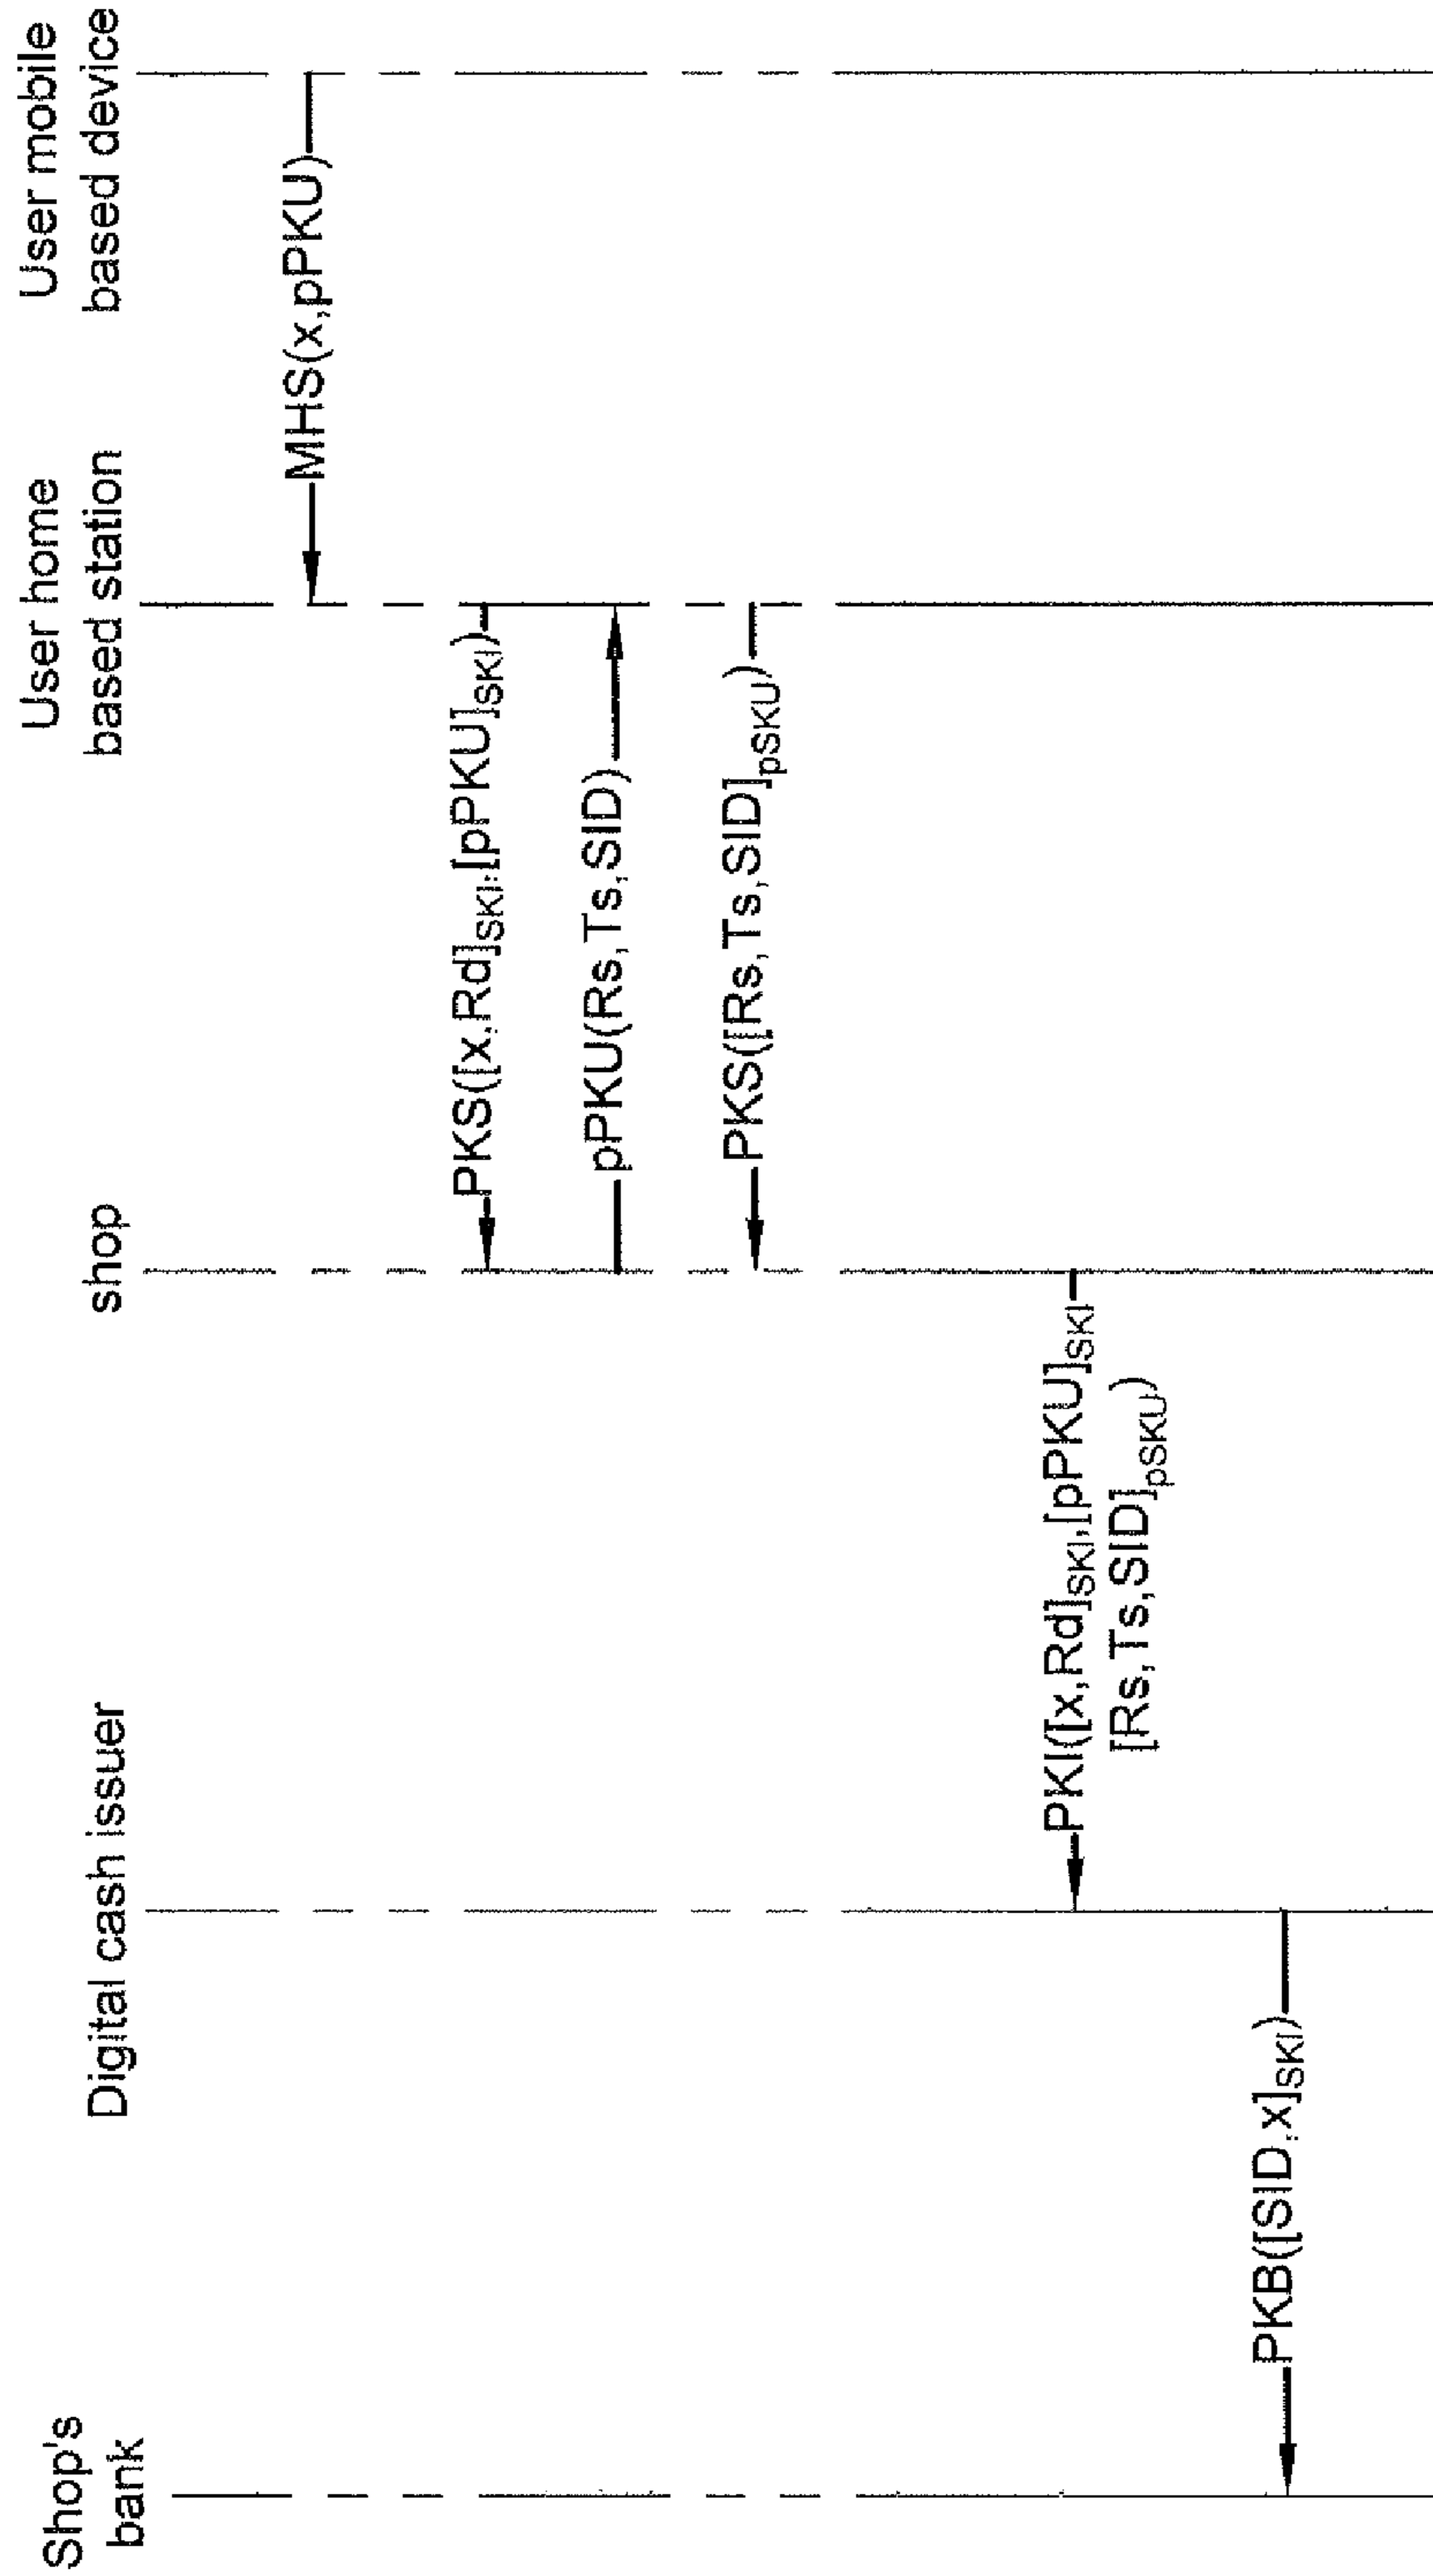 Shop's
bank
Digital cash issuer
shop
User home
based station
User mobile
based device
MHS(x,pPKU)
PKS([x,Rd]SKI,[pPKU]SKI)
pPKU(Rs,Ts,SID)
PKS([Rs,Ts,SID]pSKU)
PKI([x,Rd]SKI,[pPKU]SKI
[Rs,Ts,SID]pSKU)
PKB([SID,x]SKI)